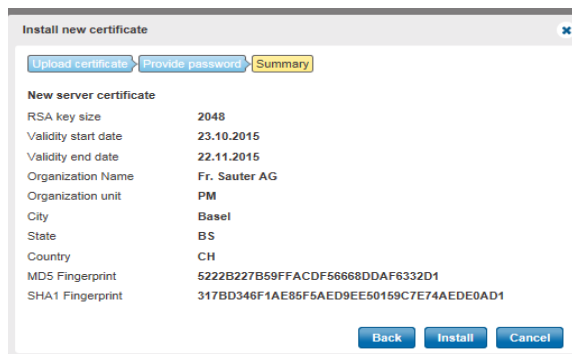 Install new certificate
Upload certificate Provide password Summary
New server certificate
RSA key size 2048
Validity start date 23.10.2015
Validity end date 22.11.2015
Organization Name Fr. Sauter AG
Organization unit PM
City Basel
State BS
Country CH
MD5 Fingerprint 5222B227B59FFACDF56668DDAF6332D1
SHA1 Fingerprint 317BD346F1AE85F5AED9EE50159C7E74AEDE0AD1
Back Install Cancel